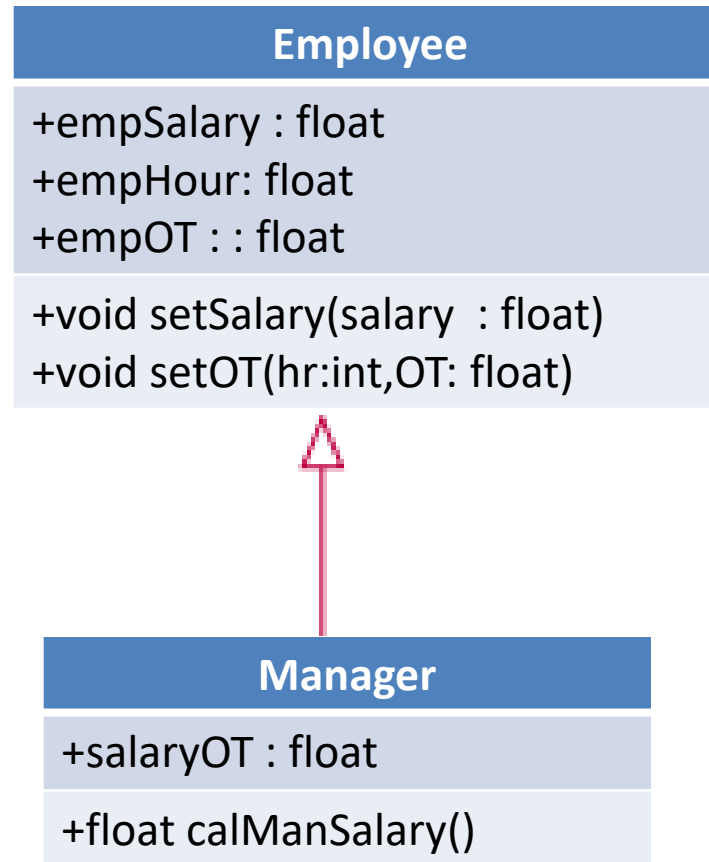 Employee
+empSalary : float
+empHour: float
+empOT : : float
+void setSalary(salary  : float)
+void setOT(hr:int,OT: float)
Manager
+salaryOT : float
+float calManSalary()